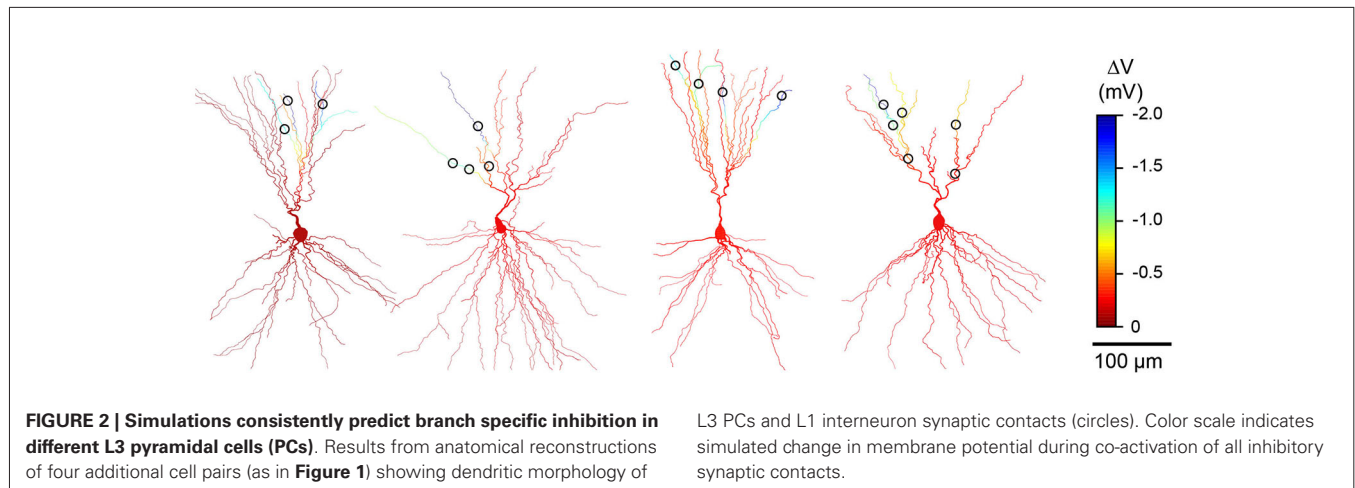 ΔV
(mV)
-2.0
-1.5
-1.0
-0.5
0
100 µm
FIGURE 2 | Simulations consistently predict branch specific inhibition in
different L3 pyramidal cells (PCs). Results from anatomical reconstructions
of four additional cell pairs (as in Figure 1) showing dendritic morphology of
L3 PCs and L1 interneuron synaptic contacts (circles). Color scale indicates
simulated change in membrane potential during co-activation of all inhibitory
synaptic contacts.